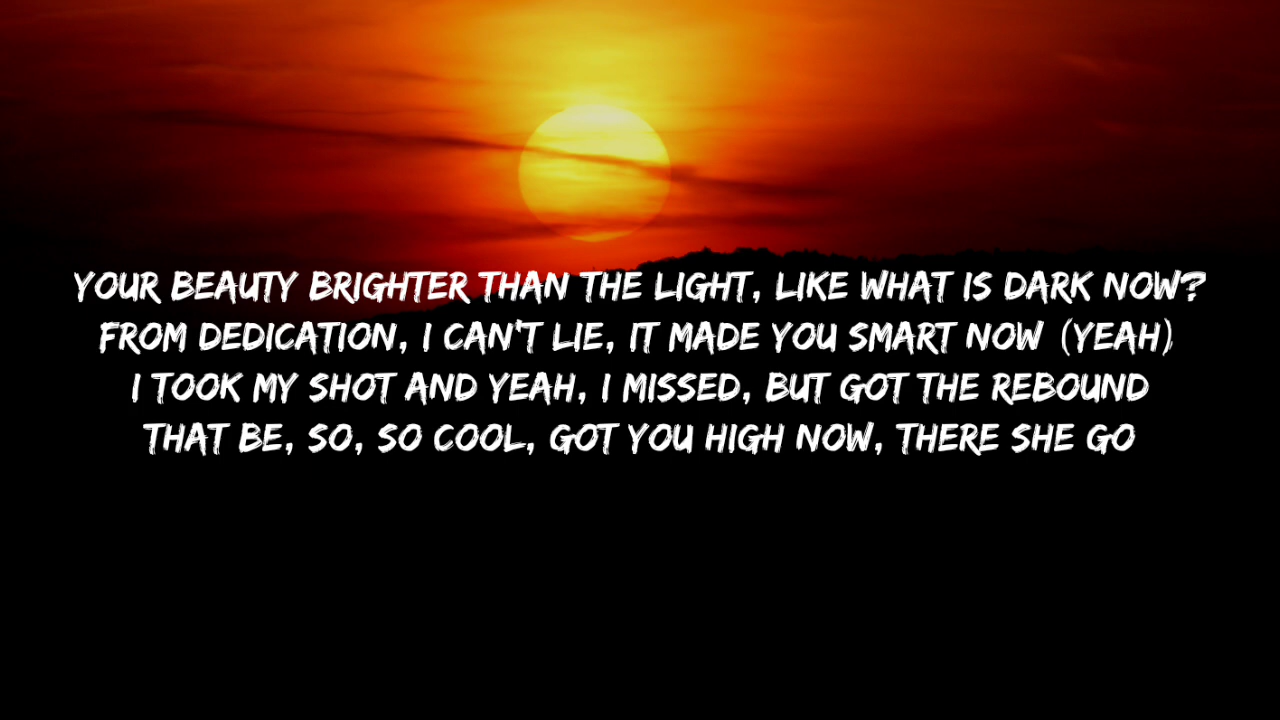 YOUR BEAUTY BRIGHTER THAN THE LIGHT, LIKE WHAT IS DARK NOW?
FROM DEDICATION, I CAN'T LIE, IT MADE YOU SMART NOW (YEAH)
I TOOK MY SHOT AND YEAH, I MISSED, BUT GOT THE REBOUND
THAT BE, SO, SO COOL, GOT YOU HIGH NOW, THERE SHE GO